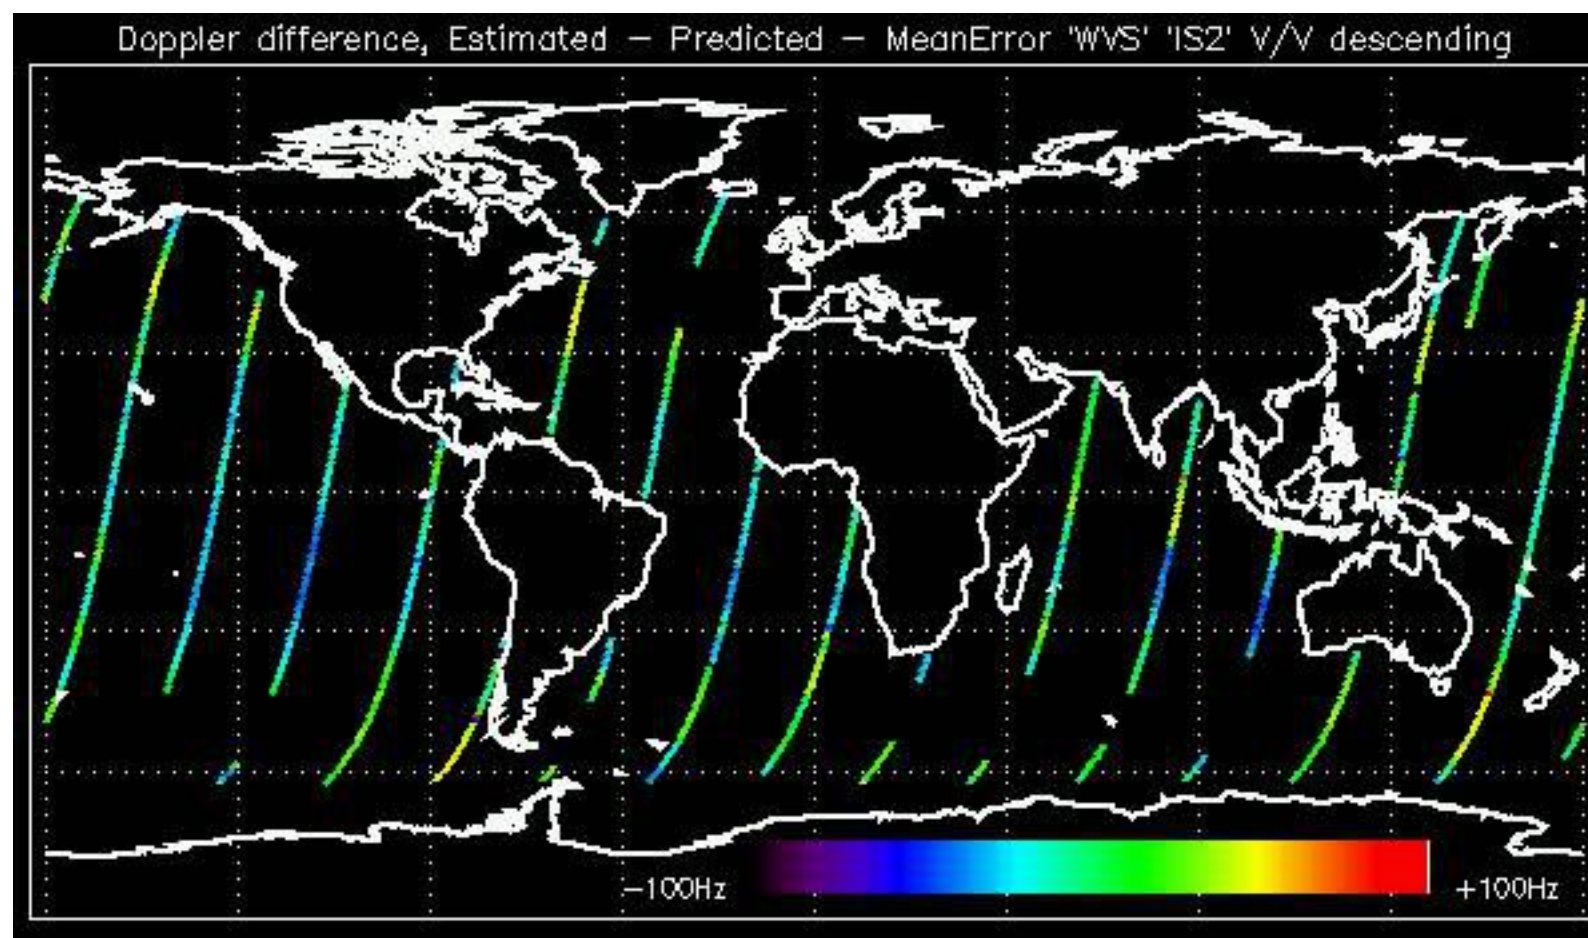 Doppler difference, Estimated – Predicted – MeanError 'WVS' 'IS2' V/V descending
–100Hz +100Hz